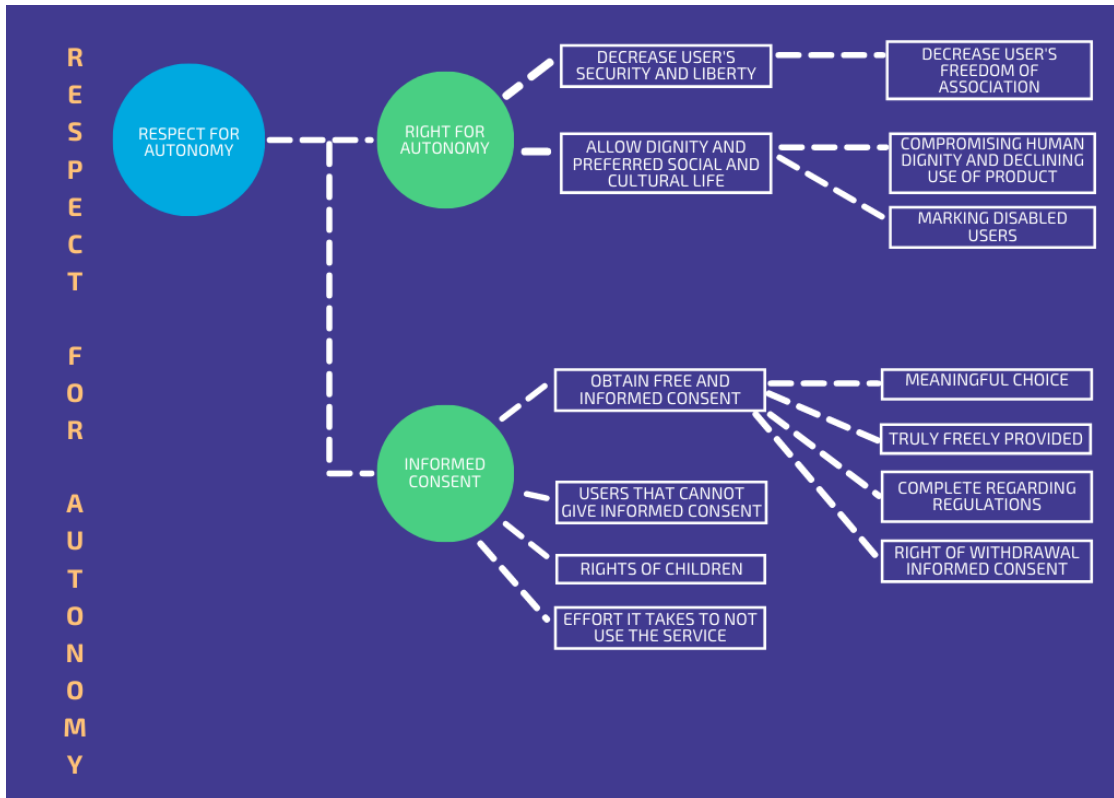 RESPECT FOR AUTONOMY
RESPECT FOR
AUTONOMY
RIGHT FOR
AUTONOMY
DECREASE USER'S
SECURITY AND LIBERTY
DECREASE USER'S
FREEDOM OF
ASSOCIATION
ALLOW DIGNITY AND
PREFERRED SOCIAL AND
CULTURAL LIFE
COMPROMISING HUMAN
DIGNITY AND DECLINING
USE OF PRODUCT
MARKING DISABLED
USERS
INFORMED
CONSENT
OBTAIN FREE AND
INFORMED CONSENT
MEANINGFUL CHOICE
TRULY FREELY PROVIDED
COMPLETE REGARDING
REGULATIONS
RIGHT OF WITHDRAWAL
INFORMED CONSENT
USERS THAT CANNOT
GIVE INFORMED CONSENT
RIGHTS OF CHILDREN
EFFORT IT TAKES TO NOT
USE THE SERVICE